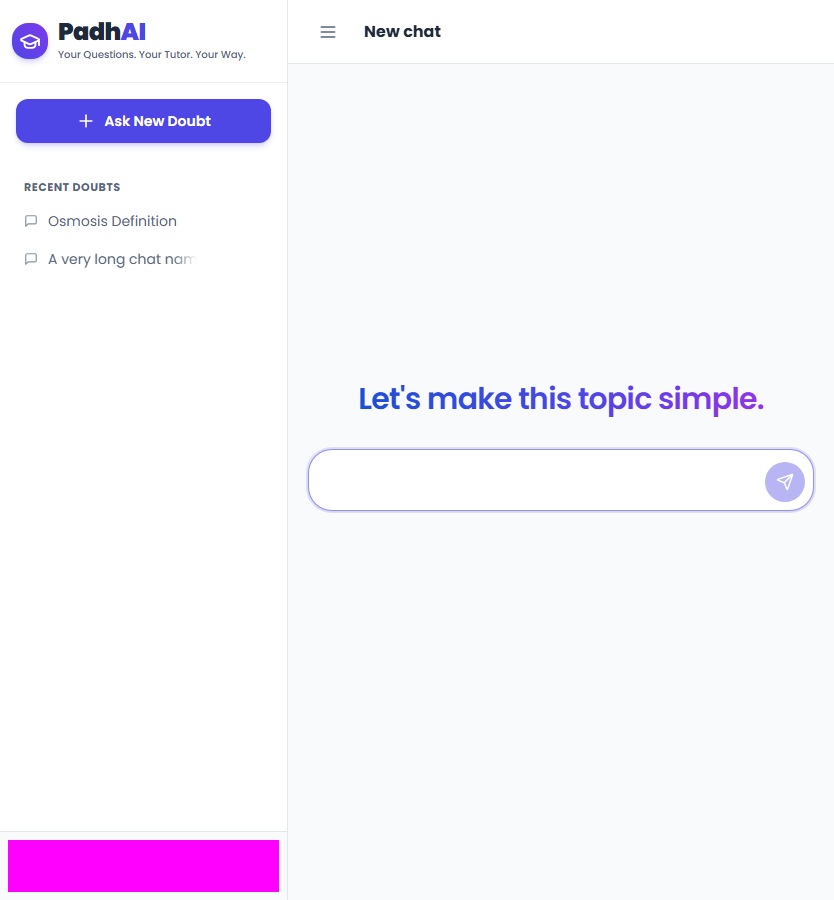 PadhAI
Your Questions. Your Tutor. Your Way.
Ask New Doubt
RECENT DOUBTS
Osmosis Definition
A very long chat nam
New chat
Let's make this topic simple.